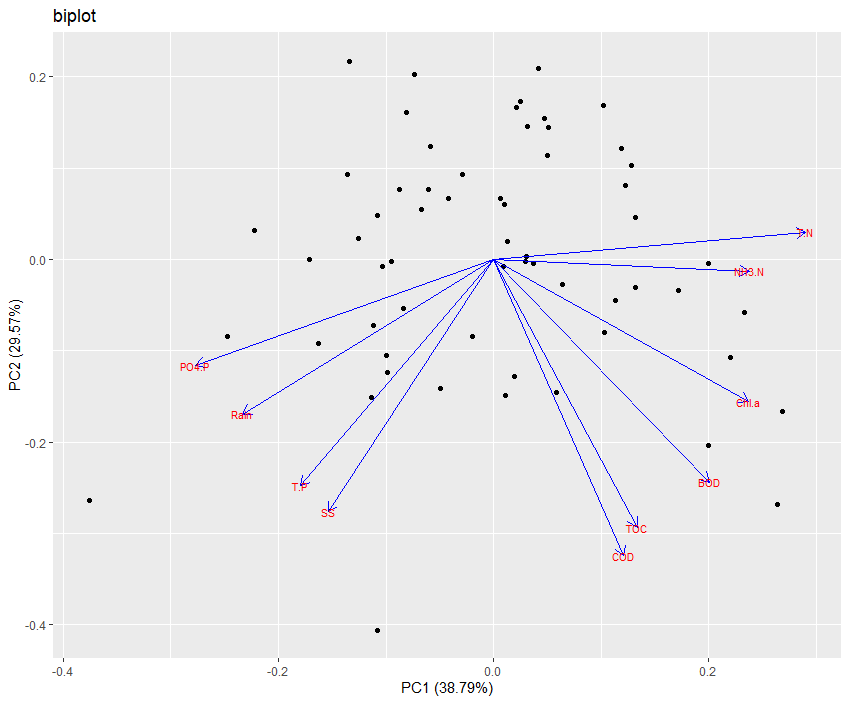 biplot
0.2
0.0
-0.2
-0.4
PC2 (29.57%)
T.N
NH3.N
PO4.P
Rain
Chl.a
T.P
SS
BOD
TOC
COD
-0.4
-0.2
0.0
0.2
PC1 (38.79%)